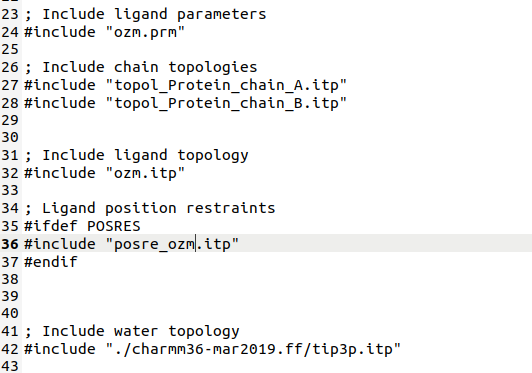 23 ; Include ligand parameters
24 #include "ozm.prm"
25
26 ; Include chain topologies
27 #include "topol_Protein_chain_A.itp"
28 #include "topol_Protein_chain_B.itp"
29
30
31 ; Include ligand topology
32 #include "ozm.itp"
33
34 ; Ligand position restraints
35 #ifdef POSRES
36 #include "posre_ozm.itp"
37 #endif
38
39
40
41 ; Include water topology
42 #include "./charmm36-mar2019.ff/tip3p.itp"
43